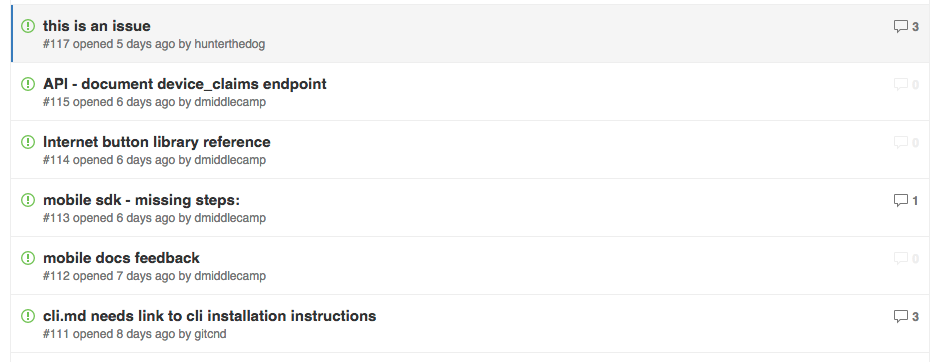 this is an issue
3
#117 opened 5 days ago by hunterthedog
API - document device_claims endpoint
0
#115 opened 6 days ago by dmiddlecamp
Internet button library reference
0
#114 opened 6 days ago by dmiddlecamp
mobile sdk - missing steps:
1
#113 opened 6 days ago by dmiddlecamp
mobile docs feedback
0
#112 opened 7 days ago by dmiddlecamp
cli.md needs link to cli installation instructions
3
#111 opened 8 days ago by gitcnd